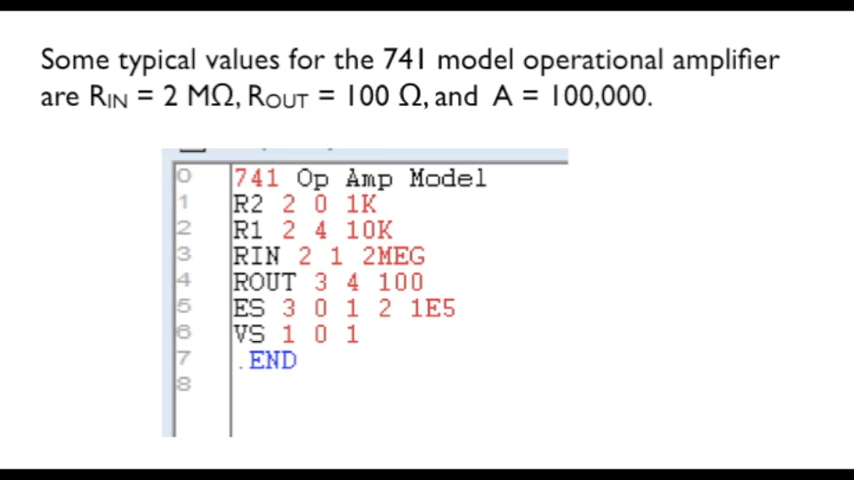 Some typical values for the 741 model operational amplifier
are RIN = 2 MΩ, ROUT = 100 Ω, and A = 100,000.
0 741 Op Amp Model
1 R2 2 0 1K
2 R1 2 4 10K
3 RIN 2 1 2MEG
4 ROUT 3 4 100
5 ES 3 0 1 2 1E5
6 VS 1 0 1
7 .END
8